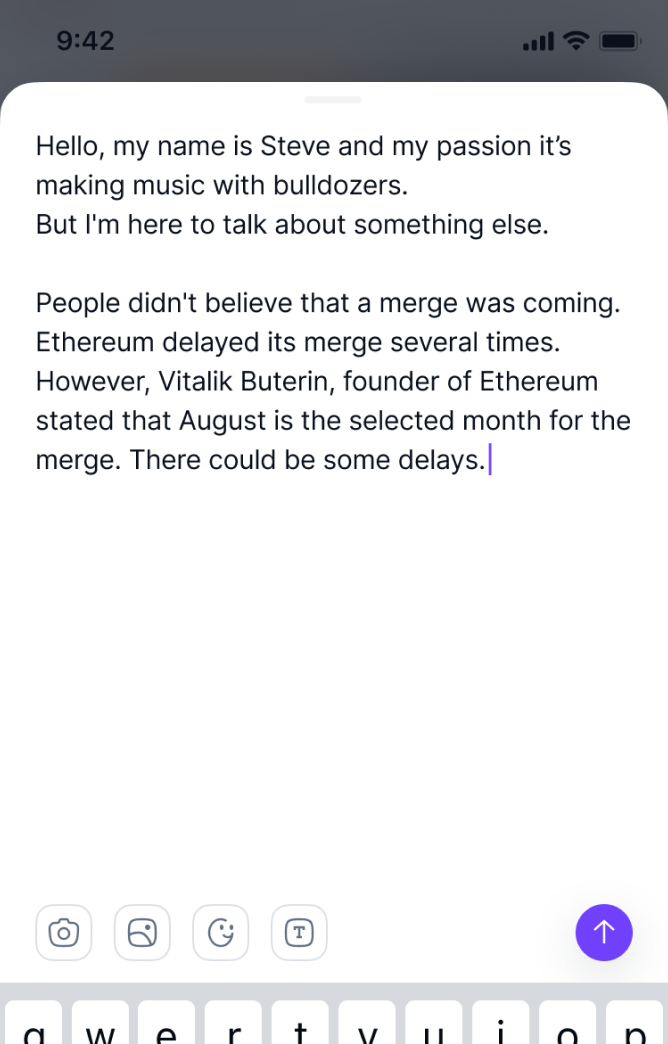 9:42
Hello, my name is Steve and my passion it’s
making music with bulldozers.
But I'm here to talk about something else.
People didn't believe that a merge was coming.
Ethereum delayed its merge several times.
However, Vitalik Buterin, founder of Ethereum
stated that August is the selected month for the
merge. There could be some delays.
T
q w e r t y u i o p